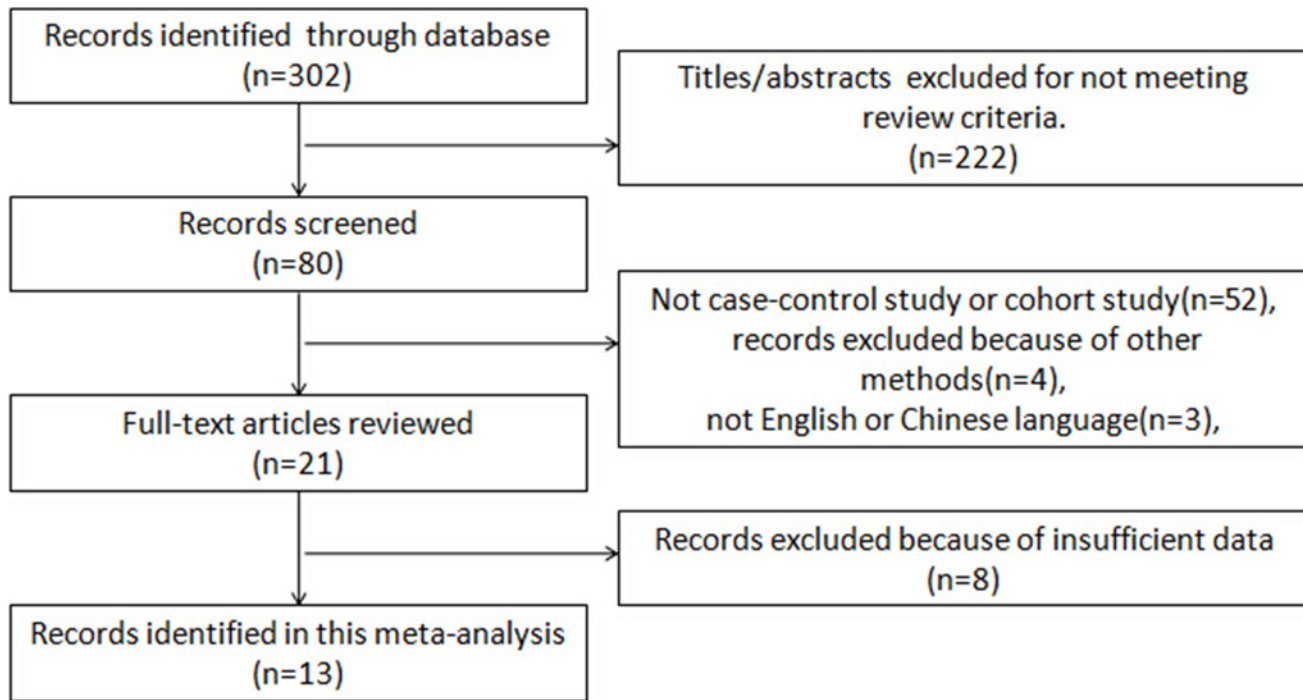 Records identified  through database
(n=302)
Titles/abstracts  excluded for not meeting
review criteria.
(n=222)
Records screened
(n=80)
Not case-control study or cohort study(n=52),
records excluded because of other
methods(n=4),
not English or Chinese language(n=3),
Full-text articles reviewed
(n=21)
Records excluded because of insufficient data
(n=8)
Records identified in this meta-analysis
(n=13)